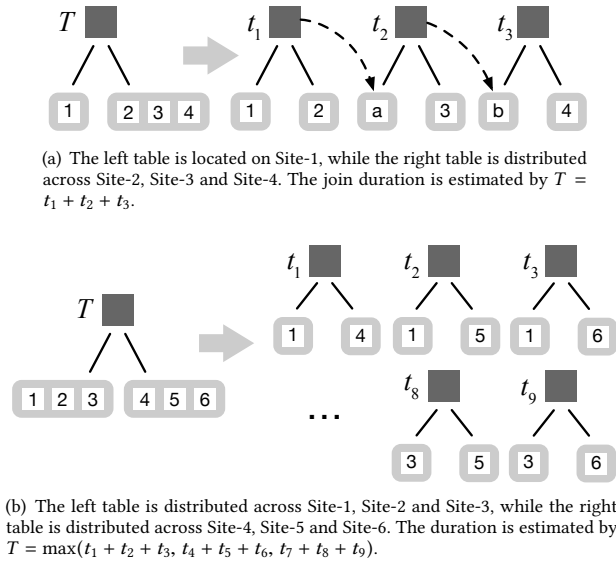 T t1 t2 t3
1 2 3 4 1 2 a 3 b 4
(a) The left table is located on Site-1, while the right table is distributed
across Site-2, Site-3 and Site-4. The join duration is estimated by T =
t1 + t2 + t3.
t1 t2 t3
T
1 4 1 5 1 6
1 2 3 4 5 6
t8 t9
...
3 5 3 6
(b) The left table is distributed across Site-1, Site-2 and Site-3, while the right
table is distributed across Site-4, Site-5 and Site-6. The duration is estimated by
T = max(t1 + t2 + t3, t4 + t5 + t6, t7 + t8 + t9).